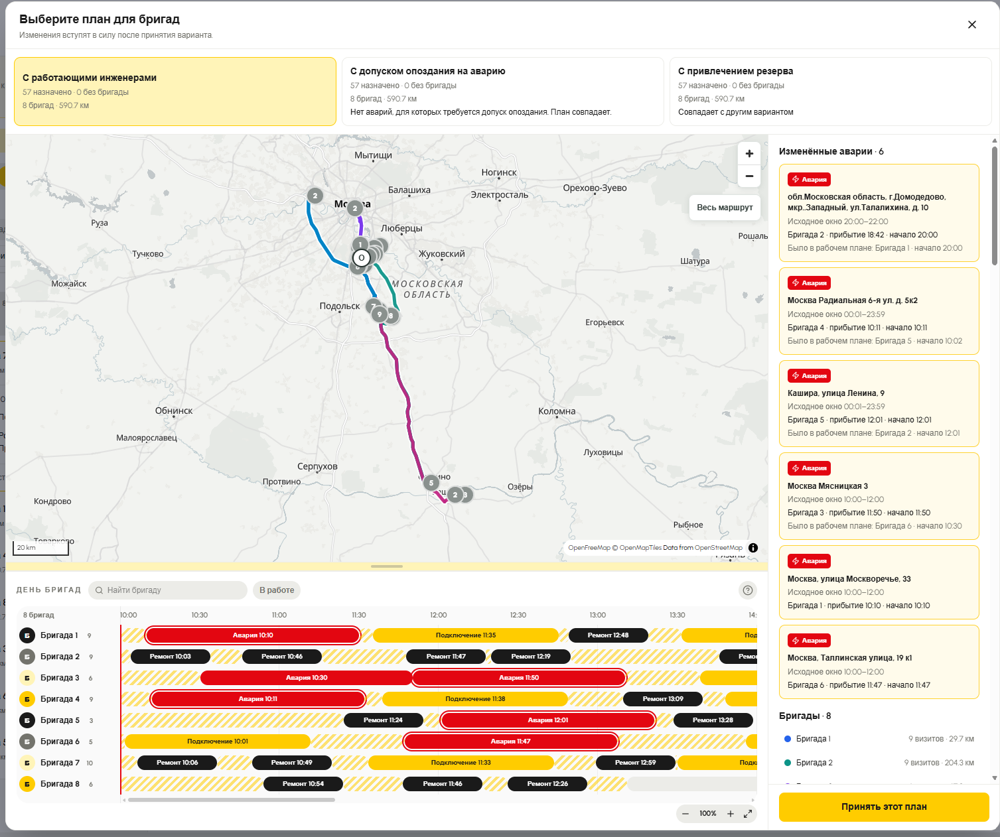 Выберите план для бригад
Изменения вступят в силу после принятия варианта.
С работающими инженерами
57 назначено · 0 без бригады
8 бригад · 590.7 км
С допуском опоздания на аварию
57 назначено · 0 без бригады
8 бригад · 590.7 км
Нет аварий, для которых требуется допуск опоздания. План совпадает.
С привлечением резерва
57 назначено · 0 без бригады
8 бригад · 590.7 км
Совпадает с другим вариантом
Мытищи
Ногинск
Балашиха
Электросталь
Орехово-Зуево
2
2
Руза
Люберцы
Весь маршрут
Рошаль
1
Тучково
О
Жуковский
Шатура
Можайск
МОСКОВСКАЯ
ОБЛАСТЬ
Подольск
7
9
8
Егорьевск
Обнинск
Коломна
Малоярославец
Луховицы
Серпухов
Протвино
5
2
3
Озёры
Кондрово
Рыбное
Товарково
20 km
OpenFreeMap © OpenMapTiles Data from OpenStreetMap
Изменённые аварии · 6
Авария
обл.Московская область, г.Домодедово,
мкр..Западный, ул.Талалихина, д. 10
Исходное окно 20:00–22:00
Бригада 2 · прибытие 18:42 · начало 20:00
Было в рабочем плане: Бригада 1 · начало 20:00
Авария
Москва Радиальная 6-я ул. д. 5к2
Исходное окно 00:01–23:59
Бригада 4 · прибытие 10:11 · начало 10:11
Было в рабочем плане: Бригада 5 · начало 10:02
Авария
Кашира, улица Ленина, 9
Исходное окно 00:01–23:59
Бригада 5 · прибытие 12:01 · начало 12:01
Было в рабочем плане: Бригада 2 · начало 12:01
Авария
Москва Мясницкая 3
Исходное окно 10:00–12:00
Бригада 3 · прибытие 11:50 · начало 11:50
Было в рабочем плане: Бригада 6 · начало 10:30
Авария
Москва, улица Москворечье, 33
Исходное окно 10:00–12:00
Бригада 1 · прибытие 10:10 · начало 10:10
Авария
Москва, Таллинская улица, 19 к1
Исходное окно 10:00–12:00
Бригада 6 · прибытие 11:47 · начало 11:47
Бригады · 8
Бригада 1 9 визитов · 29.7 км
Бригада 2 9 визитов · 204.3 км
Принять этот план
ДЕНЬ БРИГАД Найти бригаду В работе
8 бригад 10:00 10:30 11:00 11:30 12:00 12:30 13:00 13:30 14:
Б Бригада 1 9 Авария 10:10 Подключение 11:35 Ремонт 12:48 Под
Б Бригада 2 9 Ремонт 10:03 Ремонт 10:46 Ремонт 11:47 Ремонт 12:19 Ремо
Б Бригада 3 6 Авария 10:30 Авария 11:50
Б Бригада 4 9 Авария 10:11 Подключение 11:38 Ремонт 13:09
Б Бригада 5 3 Ремонт 11:24 Авария 12:01 Ремонт 13:28
Б Бригада 6 5 Подключение 10:01 Авария 11:47
Б Бригада 7 10 Ремонт 10:06 Ремонт 10:49 Подключение 11:33 Ремонт 12:59 Подк
Б Бригада 8 6 Ремонт 10:54 Ремонт 11:46 Ремонт 12:26
100%